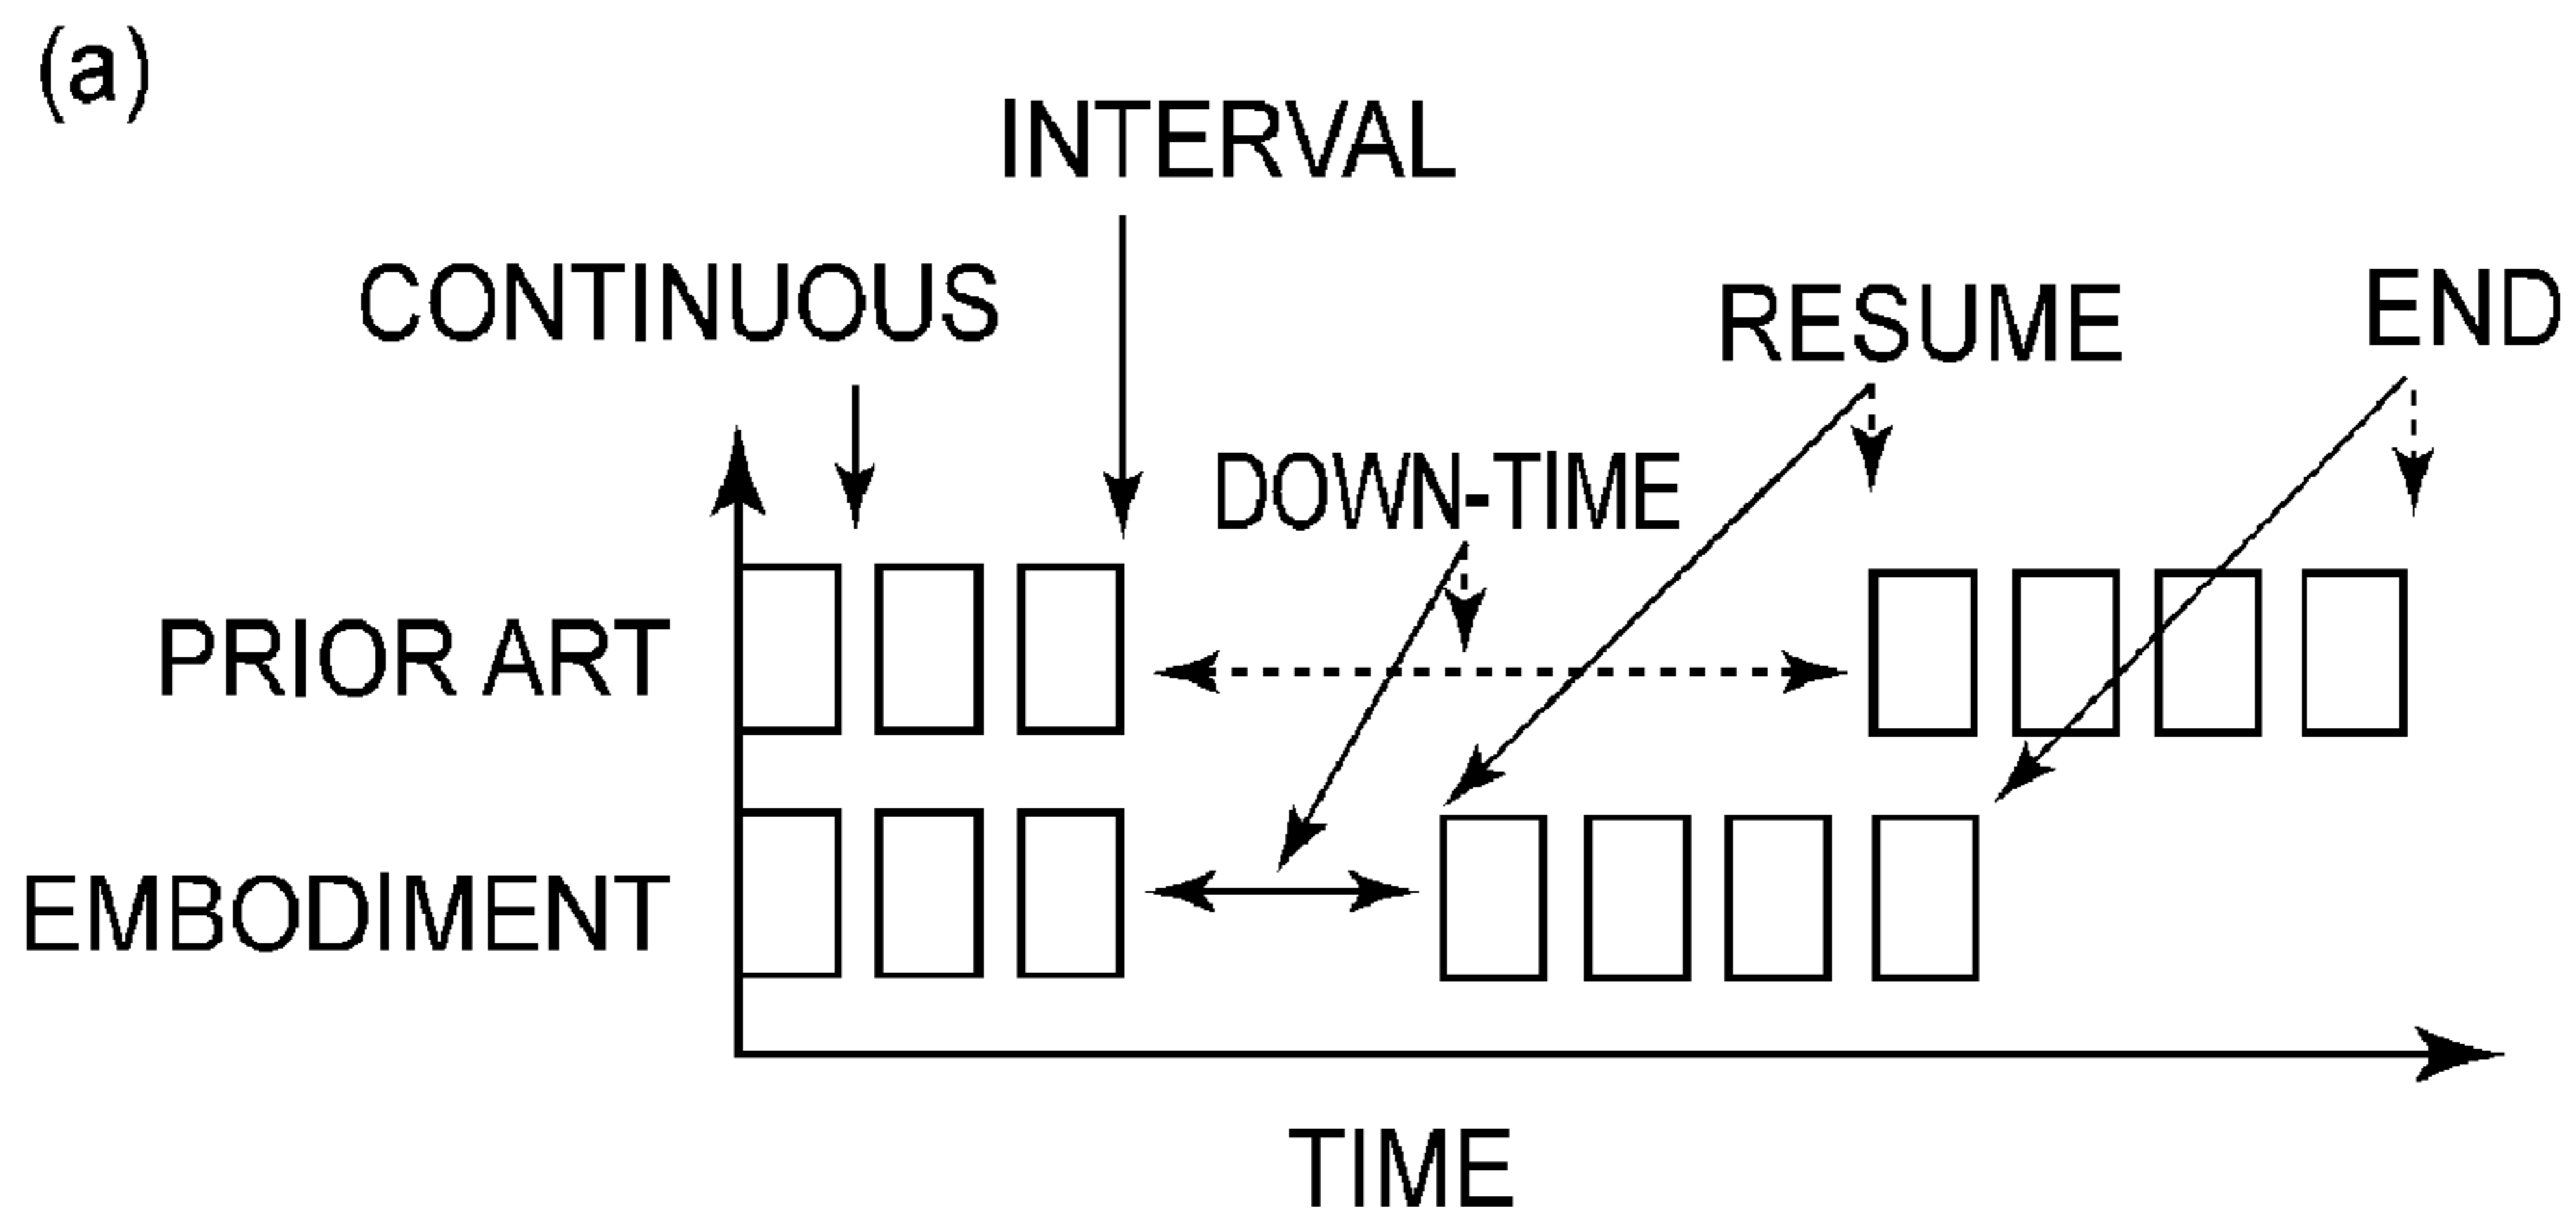 (a)
INTERVAL
CONTINUOUS
RESUME
END
DOWN-TIME
PRIOR ART
EMBODIMENT
TIME